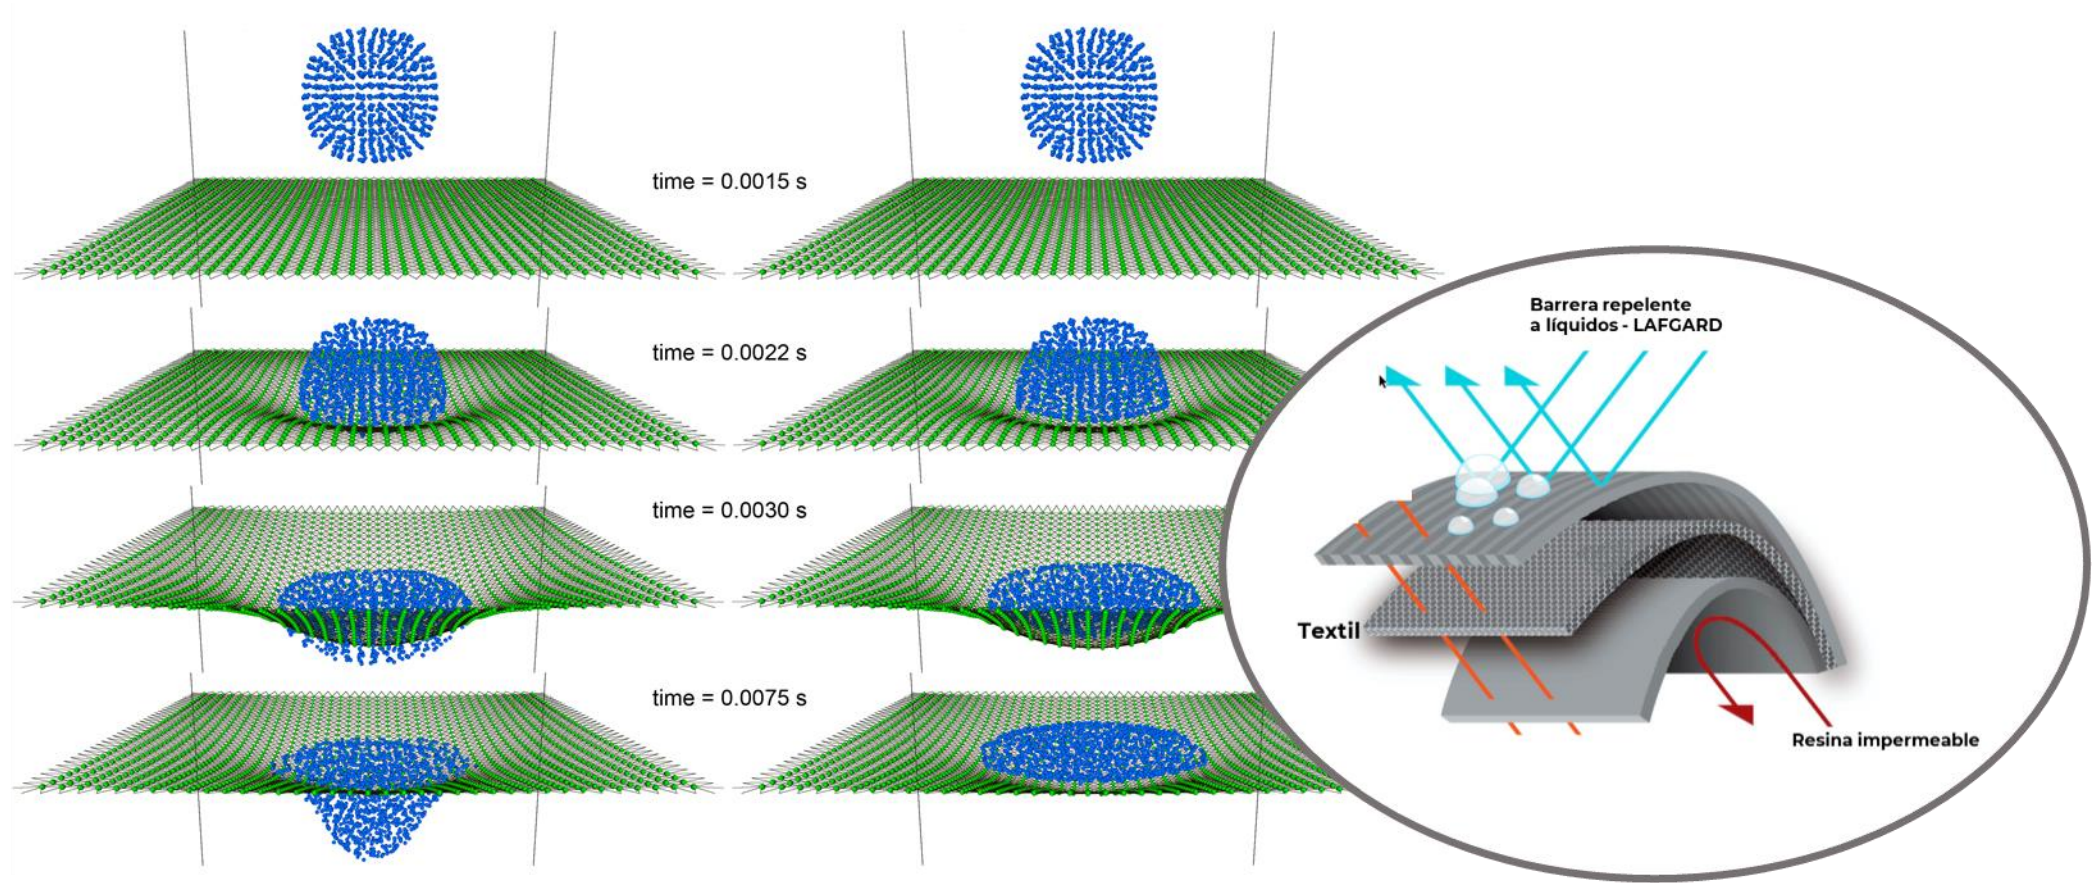 time = 0.0015 s
time = 0.0022 s
time = 0.0030 s
time = 0.0075 s
Barrera repelente
a líquidos - LAFGARD
Textil
Resina impermeable